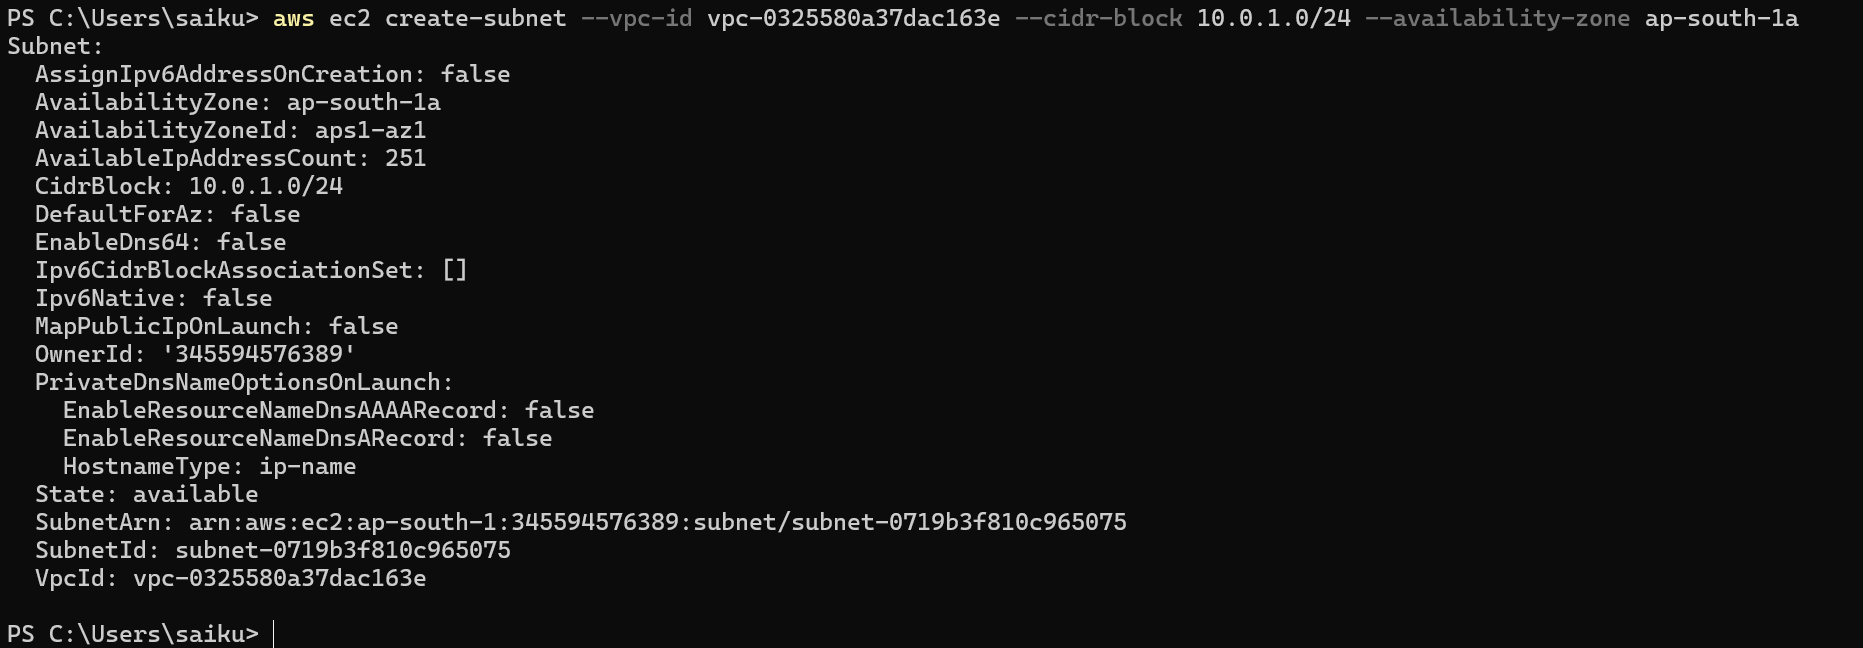 PS C:\Users\saiku> aws ec2 create-subnet --vpc-id vpc-0325580a37dac163e --cidr-block 10.0.1.0/24 --availability-zone ap-south-1a
Subnet:
  AssignIpv6AddressOnCreation: false
  AvailabilityZone: ap-south-1a
  AvailabilityZoneId: aps1-az1
  AvailableIpAddressCount: 251
  CidrBlock: 10.0.1.0/24
  DefaultForAz: false
  EnableDns64: false
  Ipv6CidrBlockAssociationSet: []
  Ipv6Native: false
  MapPublicIpOnLaunch: false
  OwnerId: '345594576389'
  PrivateDnsNameOptionsOnLaunch:
    EnableResourceNameDnsAAAARecord: false
    EnableResourceNameDnsARecord: false
    HostnameType: ip-name
  State: available
  SubnetArn: arn:aws:ec2:ap-south-1:345594576389:subnet/subnet-0719b3f810c965075
  SubnetId: subnet-0719b3f810c965075
  VpcId: vpc-0325580a37dac163e
PS C:\Users\saiku>